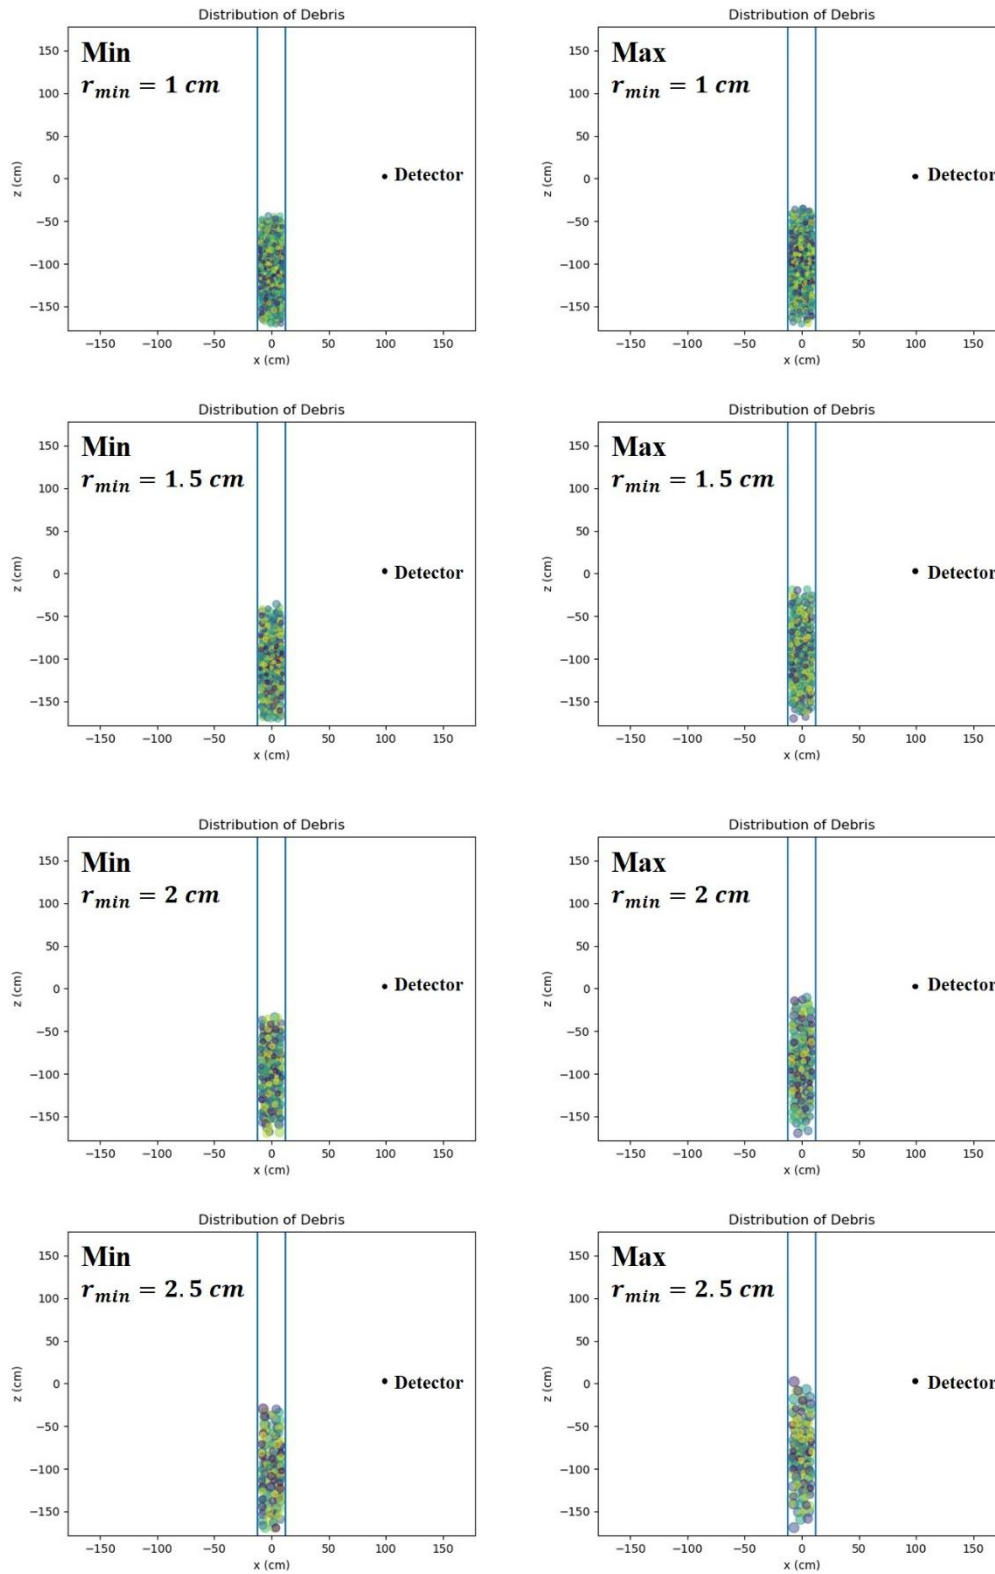 Distribution of Debris
Min
r_min = 1 cm
Detector
150
100
50
0
−50
−100
−150
z (cm)
−150 −100 −50 0 50 100 150
x (cm)
Distribution of Debris
Max
r_min = 1 cm
Detector
150
100
50
0
−50
−100
−150
z (cm)
−150 −100 −50 0 50 100 150
x (cm)
Distribution of Debris
Min
r_min = 1.5 cm
Detector
150
100
50
0
−50
−100
−150
z (cm)
−150 −100 −50 0 50 100 150
x (cm)
Distribution of Debris
Max
r_min = 1.5 cm
Detector
150
100
50
0
−50
−100
−150
z (cm)
−150 −100 −50 0 50 100 150
x (cm)
Distribution of Debris
Min
r_min = 2 cm
Detector
150
100
50
0
−50
−100
−150
z (cm)
−150 −100 −50 0 50 100 150
x (cm)
Distribution of Debris
Max
r_min = 2 cm
Detector
150
100
50
0
−50
−100
−150
z (cm)
−150 −100 −50 0 50 100 150
x (cm)
Distribution of Debris
Min
r_min = 2.5 cm
Detector
150
100
50
0
−50
−100
−150
z (cm)
−150 −100 −50 0 50 100 150
x (cm)
Distribution of Debris
Max
r_min = 2.5 cm
Detector
150
100
50
0
−50
−100
−150
z (cm)
−150 −100 −50 0 50 100 150
x (cm)